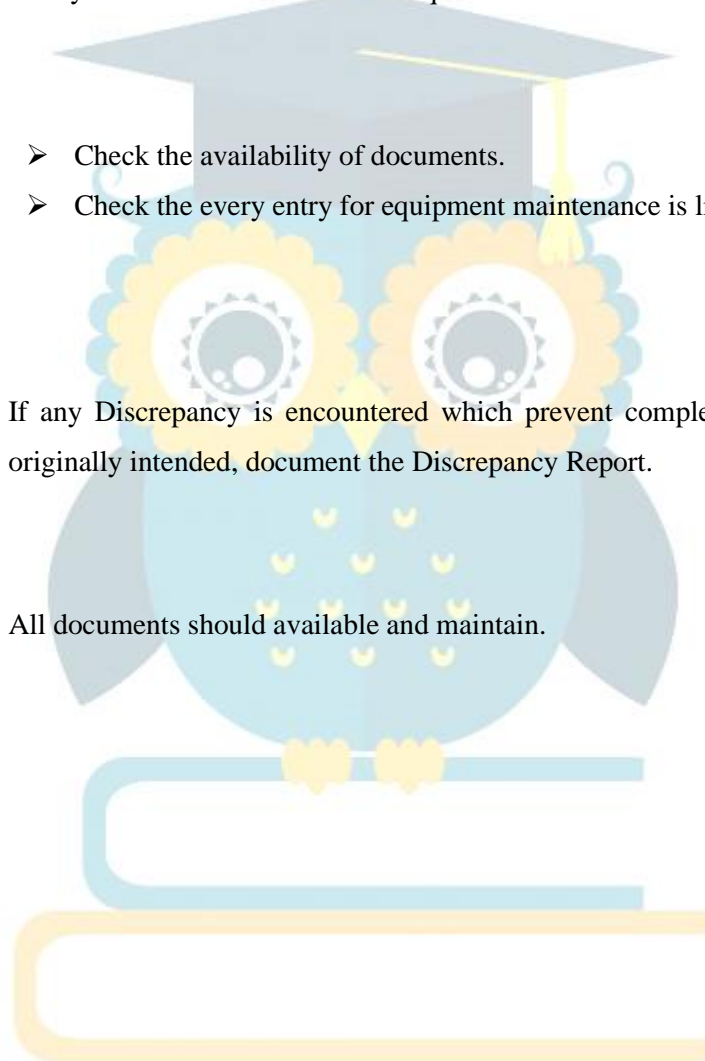 ➢ Check the availability of documents.
➢ Check the every entry for equipment maintenance is
If any Discrepancy is encountered which prevent
originally intended, document the Discrepancy Report.
All documents should available and maintain.